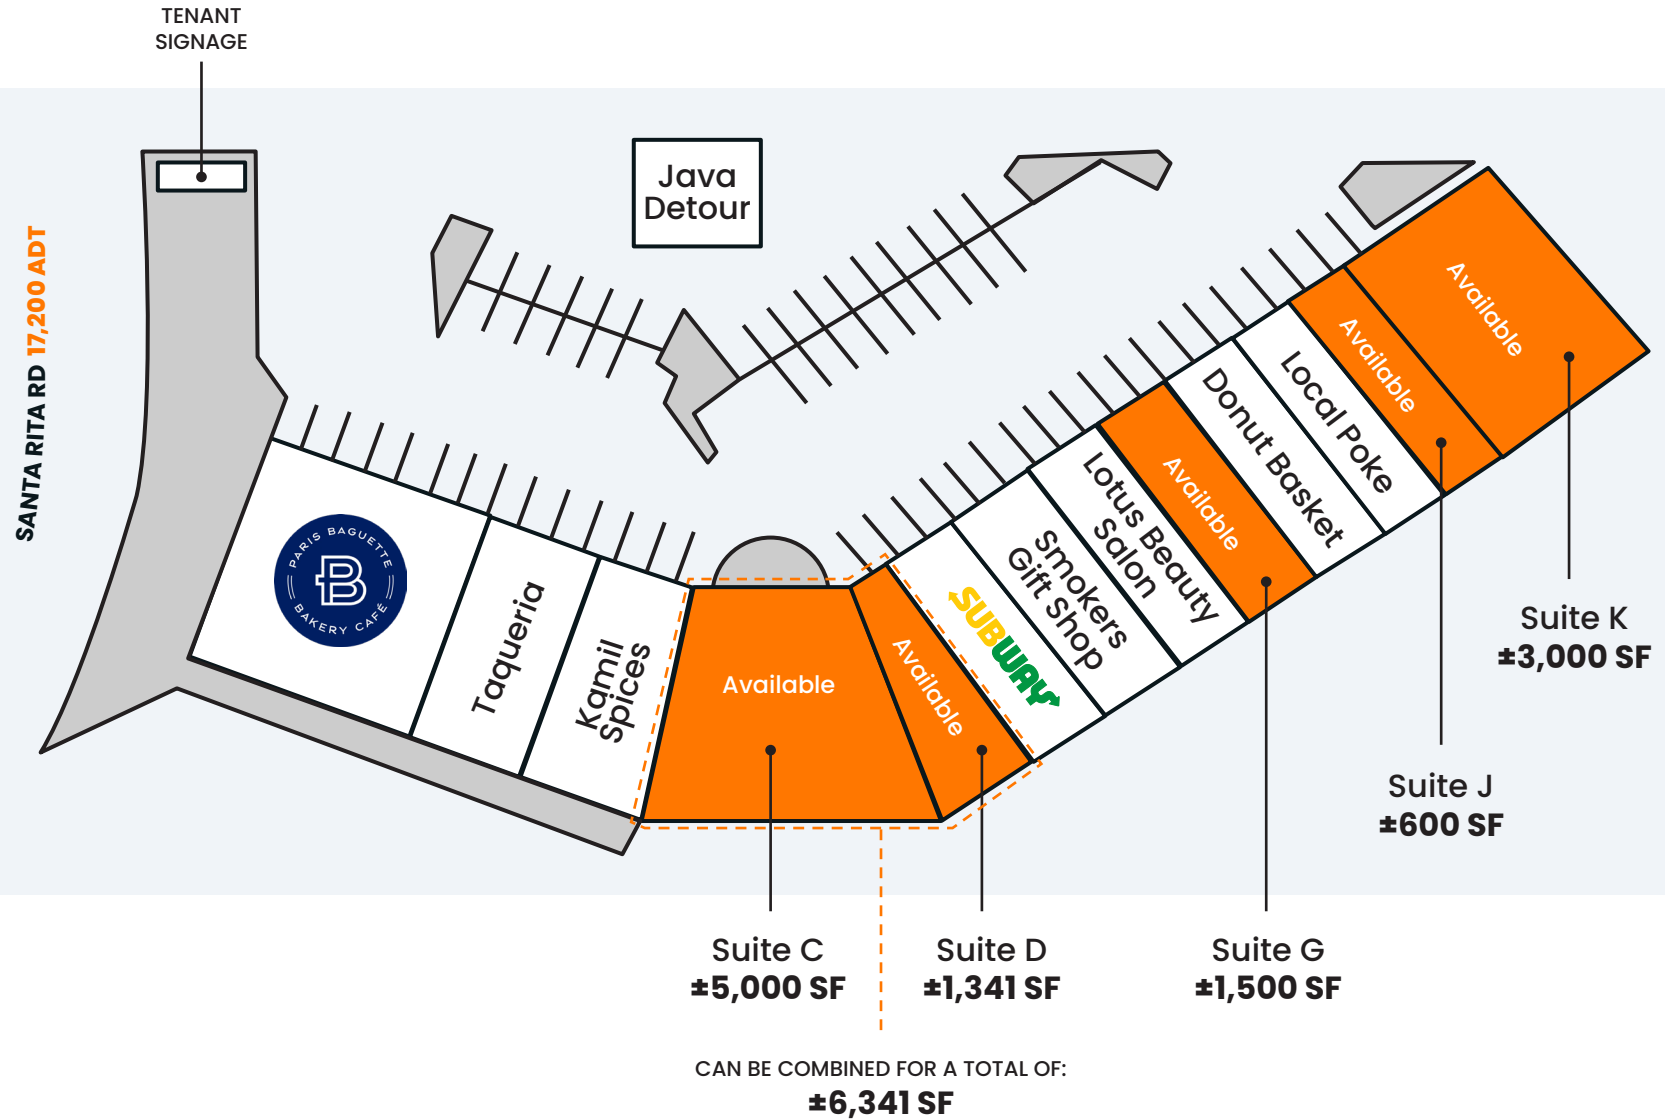 TENANT
SIGNAGE
Java
Detour
SANTA RITA RD 17,200 ADT
PARIS BAGUETTE
B
BAKERY CAFÉ
Taqueria
Kamil
Spices
Available
Available
SUBWAY
Smokers
Gift Shop
Lotus Beauty
Salon
Available
Donut Basket
Local Poke
Available
Available
Suite K
±3,000 SF
Suite J
±600 SF
Suite C
±5,000 SF
Suite D
±1,341 SF
Suite G
±1,500 SF
CAN BE COMBINED FOR A TOTAL OF:
±6,341 SF